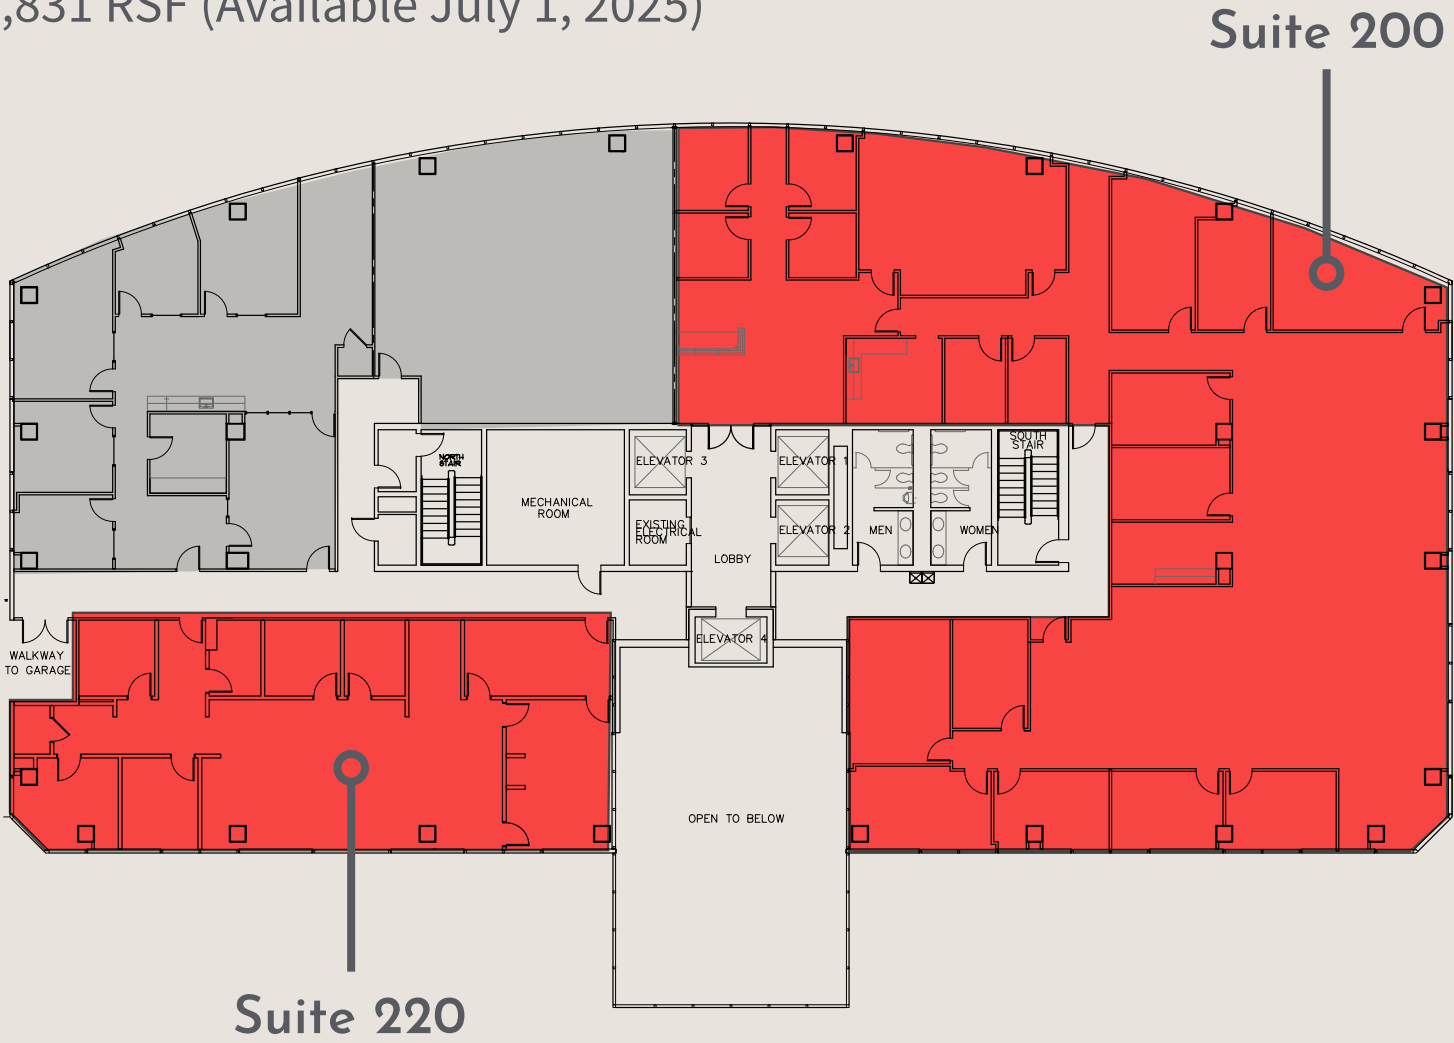 ,831 RSF (Available July 1, 2025)
Suite 200
NORTH
STAIR
MECHANICAL
ROOM
ELEVATOR 3
EXISTING
ELECTRICAL
ROOM
LOBBY
ELEVATOR 1
ELEVATOR 2
MEN
WOMEN
SOUTH
STAIR
ELEVATOR 4
WALKWAY
TO GARAGE
OPEN TO BELOW
Suite 220